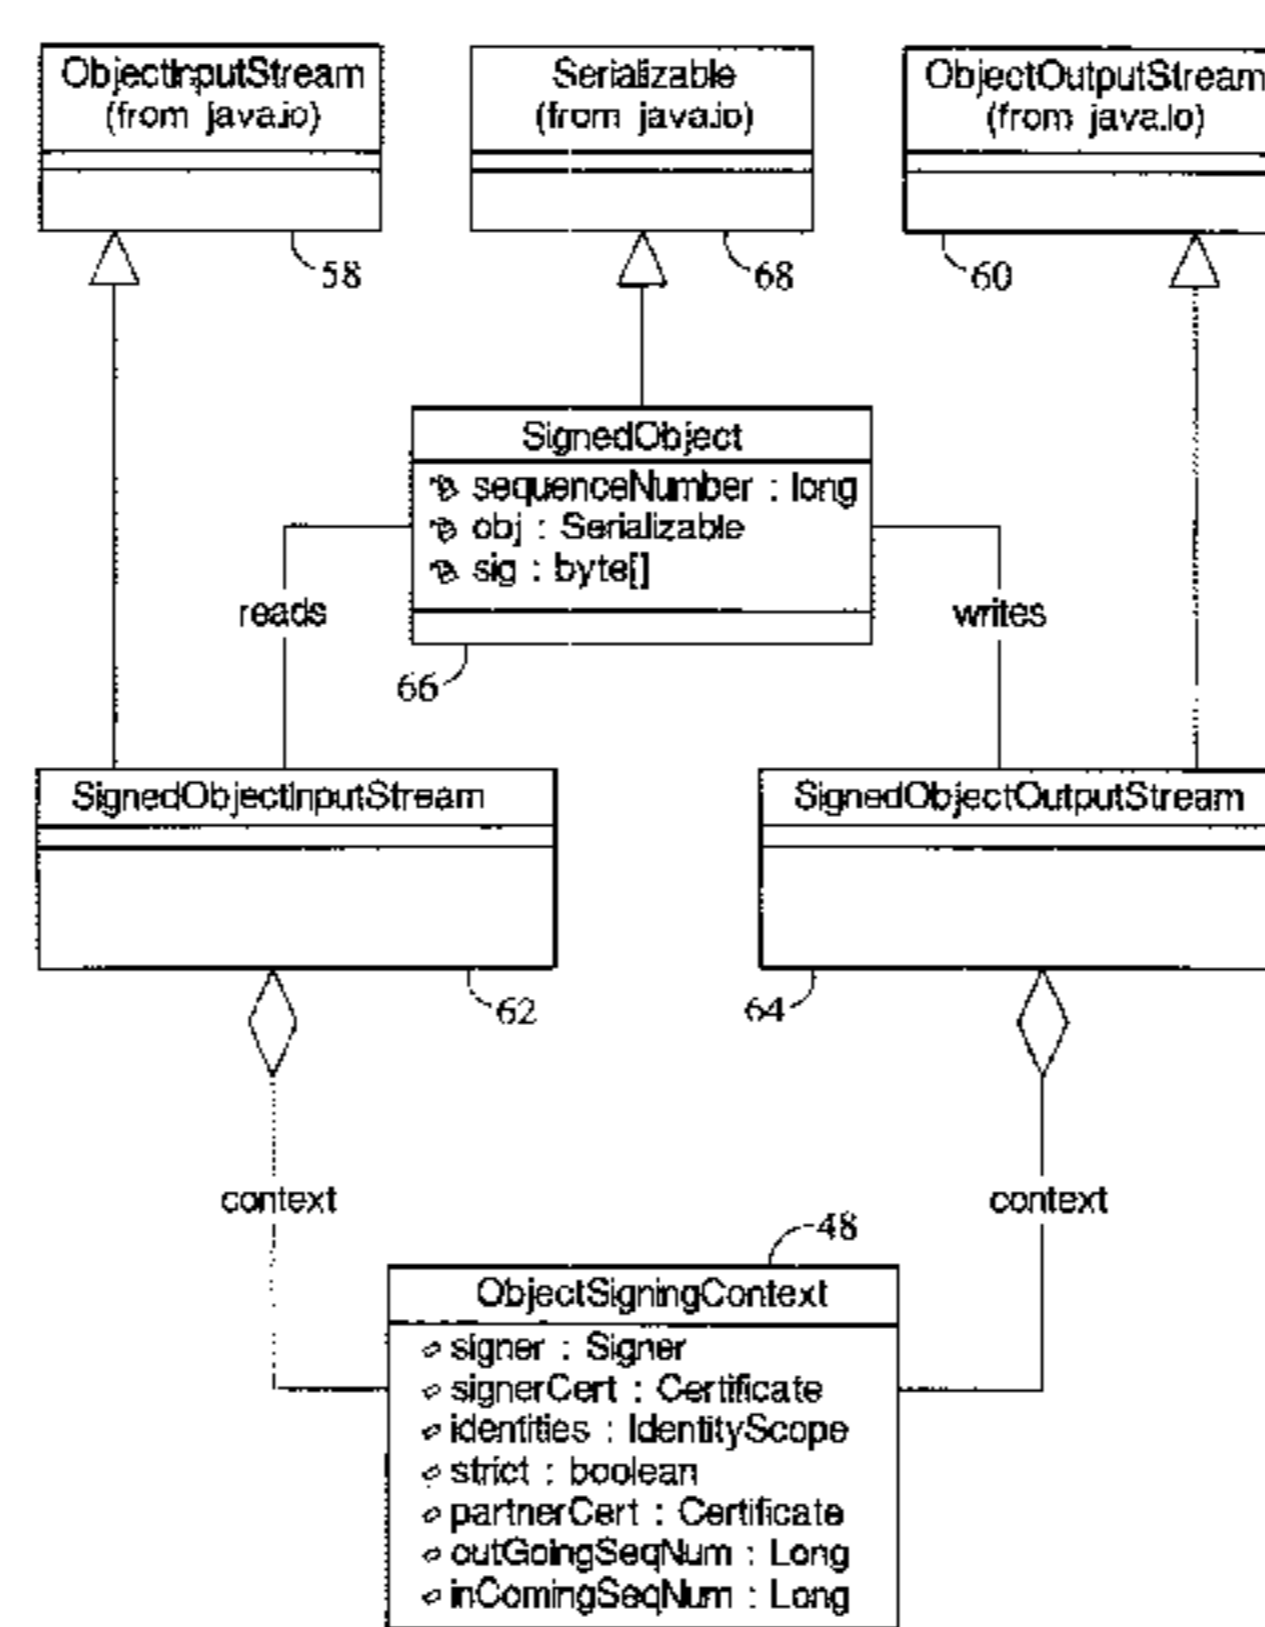 ObjectInputStream
(from java.io)
Serializable
(from java.io)
ObjectOutputStream
(from java.Io)
58
68
60
SignedObject
sequenceNumber : long
obj : Serializable
sig : byte[]
reads
writes
66
SignedObjectInputStream
SignedObjectOutputStream
62
64
context
context
48
ObjectSigningContext
signer : Signer
signerCert : Certificate
identities : IdentityScope
strict : boolean
partnerCert : Certificate
outGoingSeqNum : Long
inComingSeqNum : Long